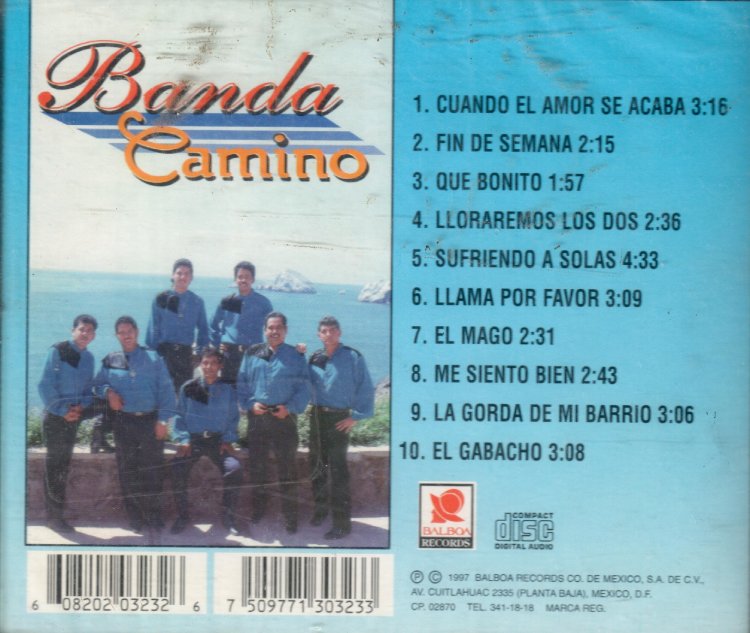 Banda
Camino
1. CUANDO EL AMOR SE ACABA 3:16
2. FIN DE SEMANA 2:15
3. QUE BONITO 1:57
4. LLORAREMOS LOS DOS 2:36
5. SUFRIENDO A SOLAS 4:33
6. LLAMA POR FAVOR 3:09
7. EL MAGO 2:31
8. ME SIENTO BIEN 2:43
9. LA GORDA DE MI BARRIO 3:06
10. EL GABACHO 3:08
BALBOA
RECORDS
COMPACT
disc
DIGITAL AUDIO
6 08202 03232 6
7 509771 303233
Ⓟ © 1997 BALBOA RECORDS CO. DE MEXICO, S.A. DE C.V.,
AV. CUITLAHUAC 2335 (PLANTA BAJA), MEXICO, D.F.
CP. 02870 TEL. 341-18-18 MARCA REG.